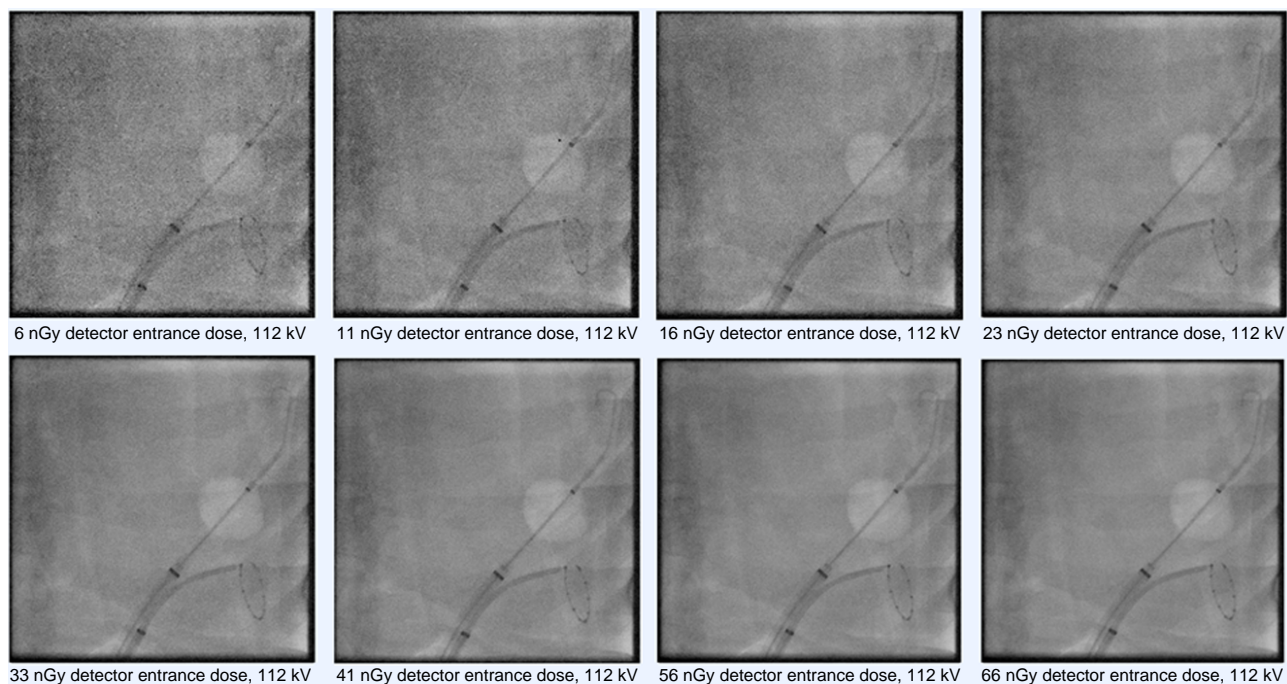 6 nGy detector entrance dose, 112 kV
11 nGy detector entrance dose, 112 kV
16 nGy detector entrance dose, 112 kV
23 nGy detector entrance dose, 112 kV
33 nGy detector entrance dose, 112 kV
41 nGy detector entrance dose, 112 kV
56 nGy detector entrance dose, 112 kV
66 nGy detector entrance dose, 112 kV